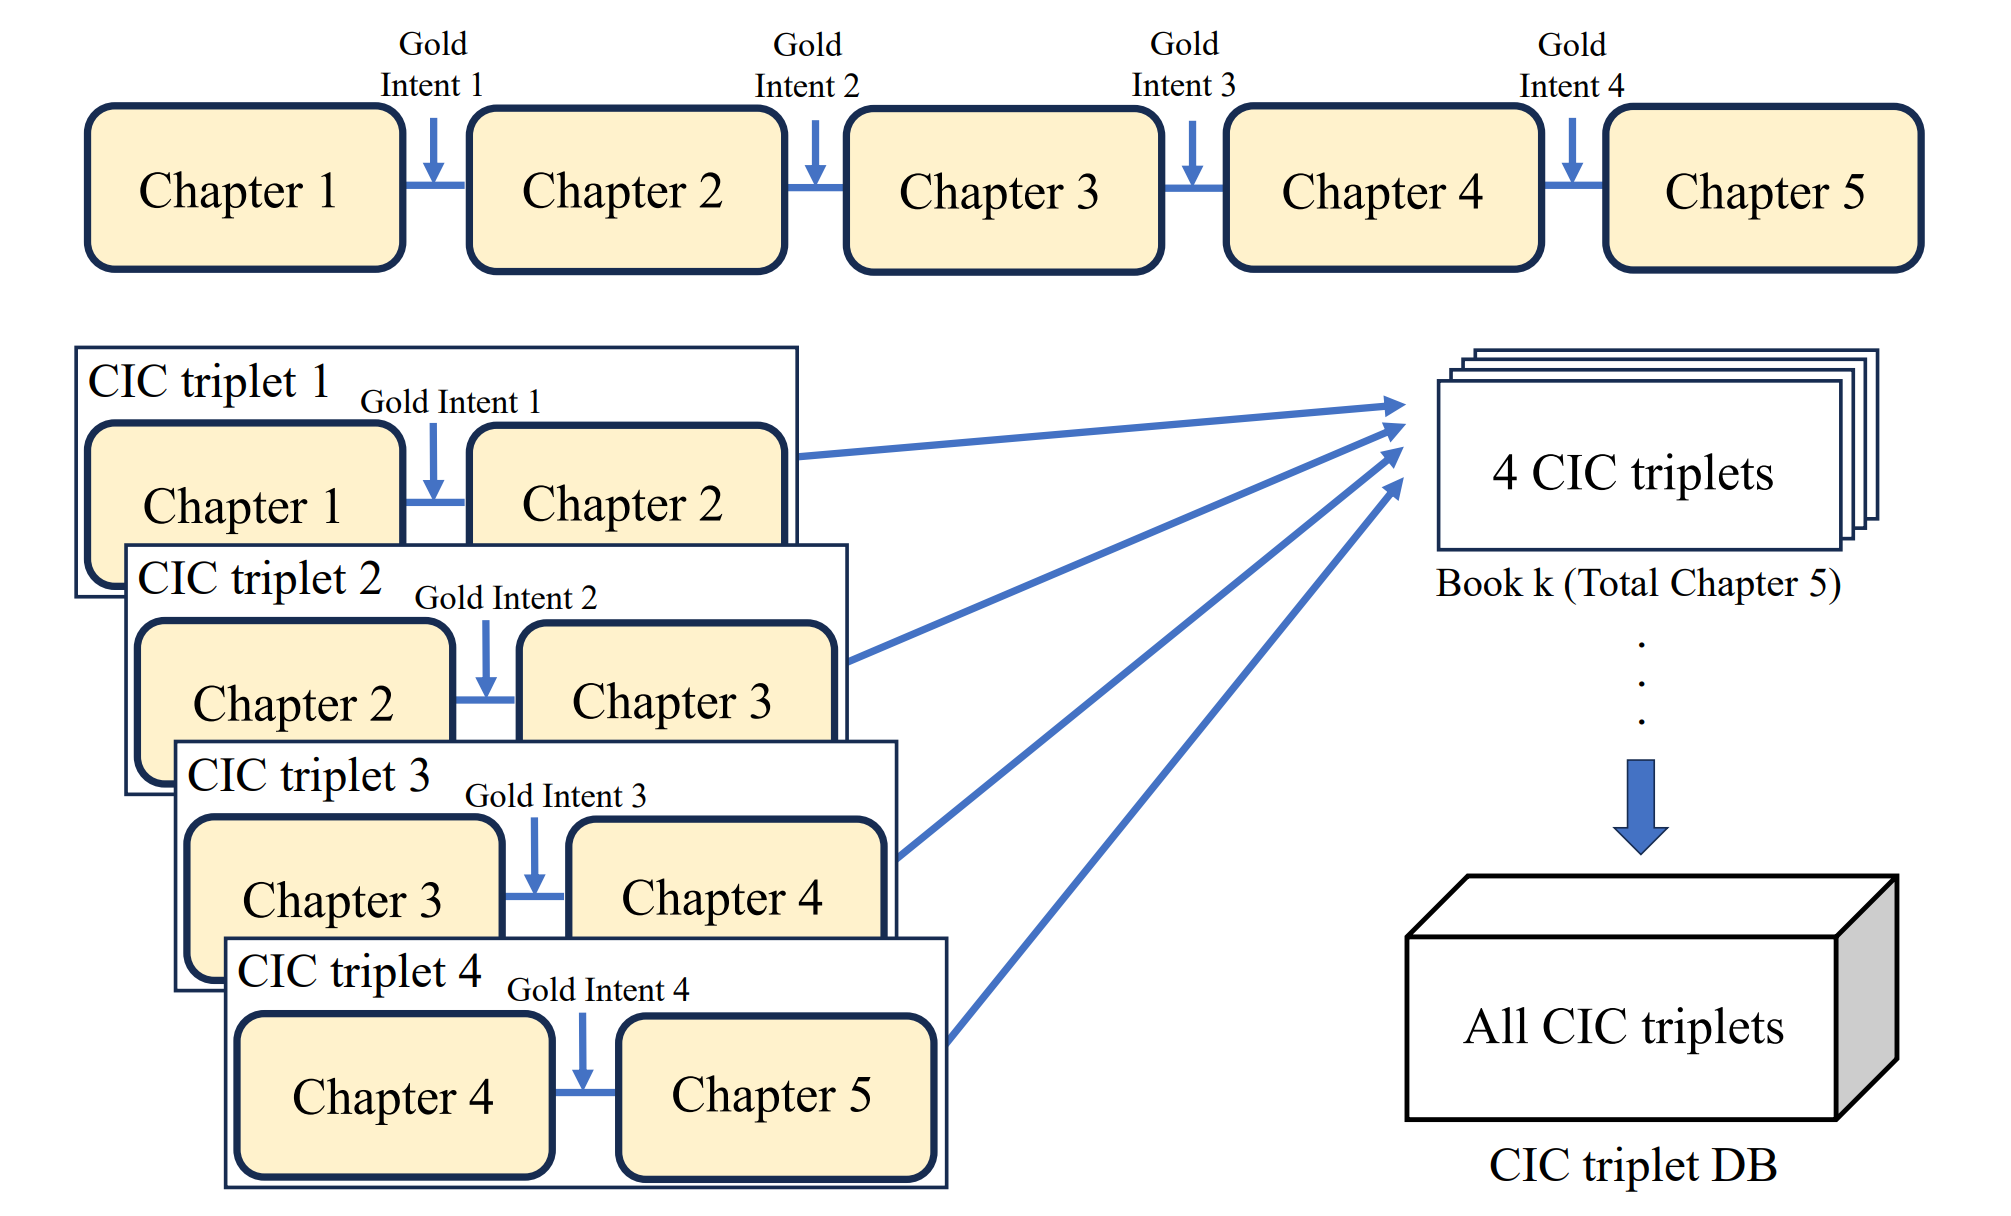 Gold
Intent 1
Gold
Intent 2
Gold
Intent 3
Gold
Intent 4
Chapter 1
Chapter 2
Chapter 3
Chapter 4
Chapter 5
CIC triplet 1
Gold Intent 1
Chapter 1
Chapter 2
CIC triplet 2
Gold Intent 2
Chapter 2
Chapter 3
CIC triplet 3
Gold Intent 3
Chapter 3
Chapter 4
CIC triplet 4
Gold Intent 4
Chapter 4
Chapter 5
4 CIC triplets
Book k (Total Chapter 5)
.
.
.
All CIC triplets
CIC triplet DB